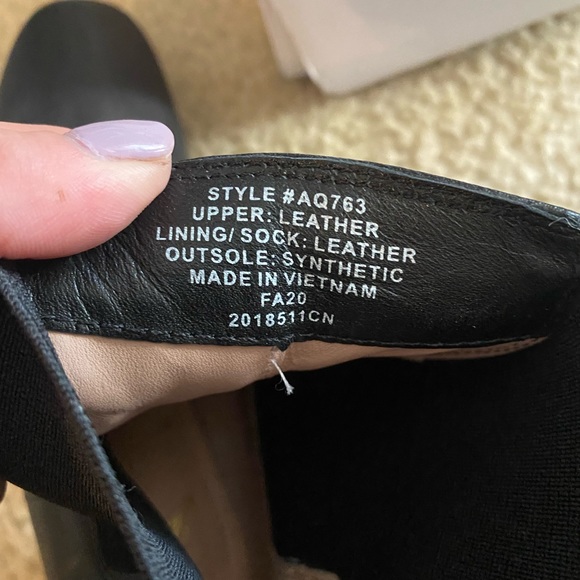 STYLE #AQ763
UPPER: LEATHER
LINING/ SOCK: LEATHER
OUTSOLE: SYNTHETIC
MADE IN VIETNAM
FA20
2018511CN